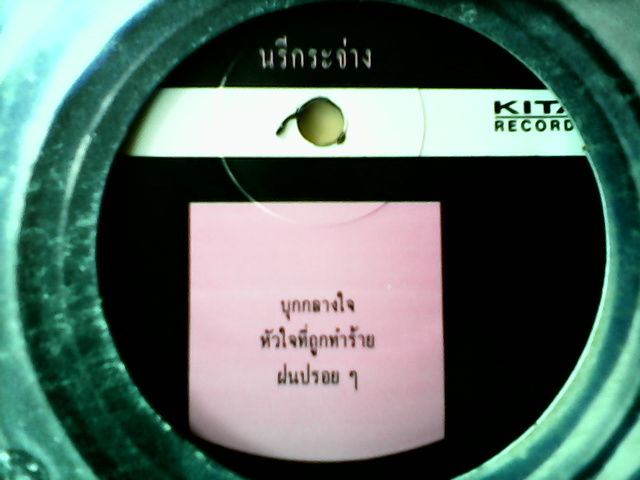 นรีกระจ่าง
KITA
RECORD
บุกกลางใจ
หัวใจที่ถูกทำร้าย
ฝนปรอย ๆ